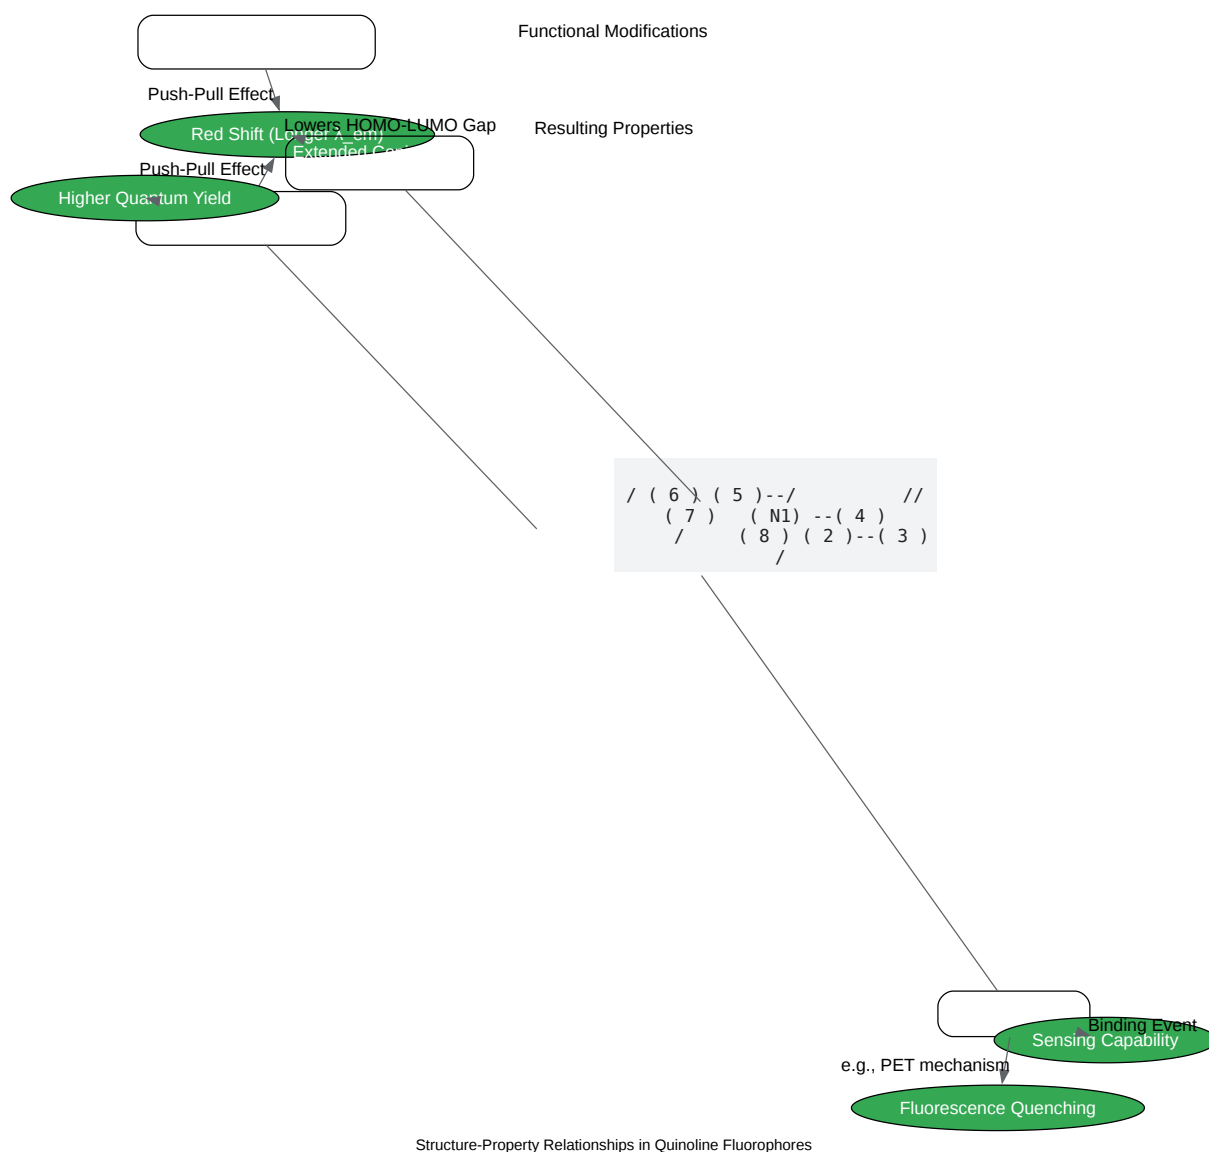 Functional Modifications
Push-Pull Effect
Lowers HOMO-LUMO Gap
Resulting Properties
Red Shift (Longer λ_em)
Extended
Push-Pull Effect
Higher Quantum Yield
/ ( 6 ) ( 5 )--/          //
( 7 )   ( N1) --( 4 )
/     ( 8 ) ( 2 )--( 3 )
/
Binding Event
Sensing Capability
e.g., PET mechanism
Fluorescence Quenching
Structure-Property Relationships in Quinoline Fluorophores